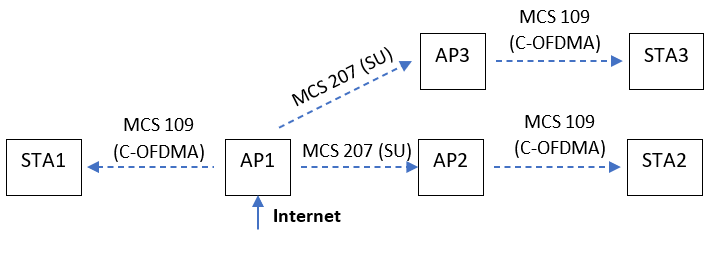 MCS 109
(C-OFDMA)
MCS 207 (SU)
AP3
STA3
MCS 109
(C-OFDMA)
MCS 109
(C-OFDMA)
STA1
AP1
MCS 207 (SU)
AP2
STA2
Internet